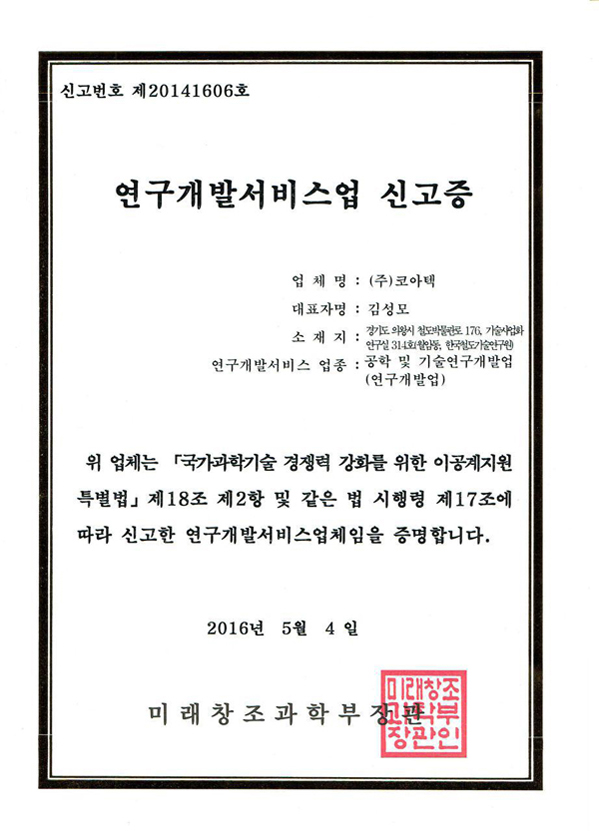 신고번호 제20141606호
연구개발서비스업 신고증
업 체 명 : (주)코아텍
대표자명 : 김성모
소 재 지 : 경기도 의왕시 철도박물관로 176, 기술사업화
연구실 314호(월암동, 한국철도기술연구원)
연구개발서비스 업종 : 공학 및 기술연구개발업
(연구개발업)
위 업체는 「국가과학기술 경쟁력 강화를 위한 이공계지원
특별법」 제18조 제2항 및 같은 법 시행령 제17조에
따라 신고한 연구개발서비스업체임을 증명합니다.
2016년 5월 4일
미래창조과학부장관
미래창조
과학부
장관인